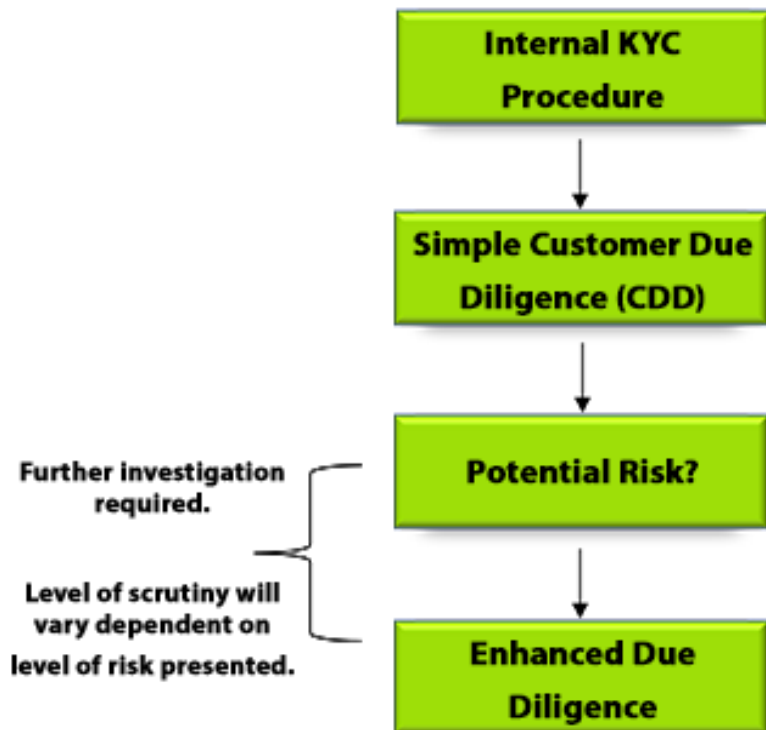 Internal KYC
Procedure
Simple Customer Due
Diligence (CDD)
Potential Risk?
Further investigation
required.
Level of scrutiny will
vary dependent on
level of risk presented.
Enhanced Due
Diligence